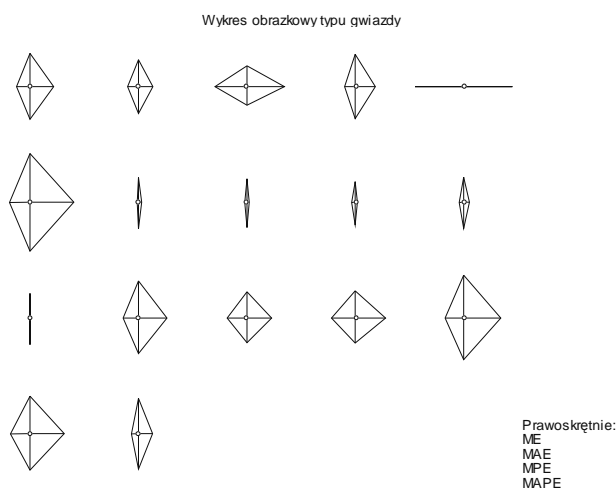 Wykres obrazkowy typu gwiazdy
Prawoskrętnie:
ME
MAE
MPE
MAPE